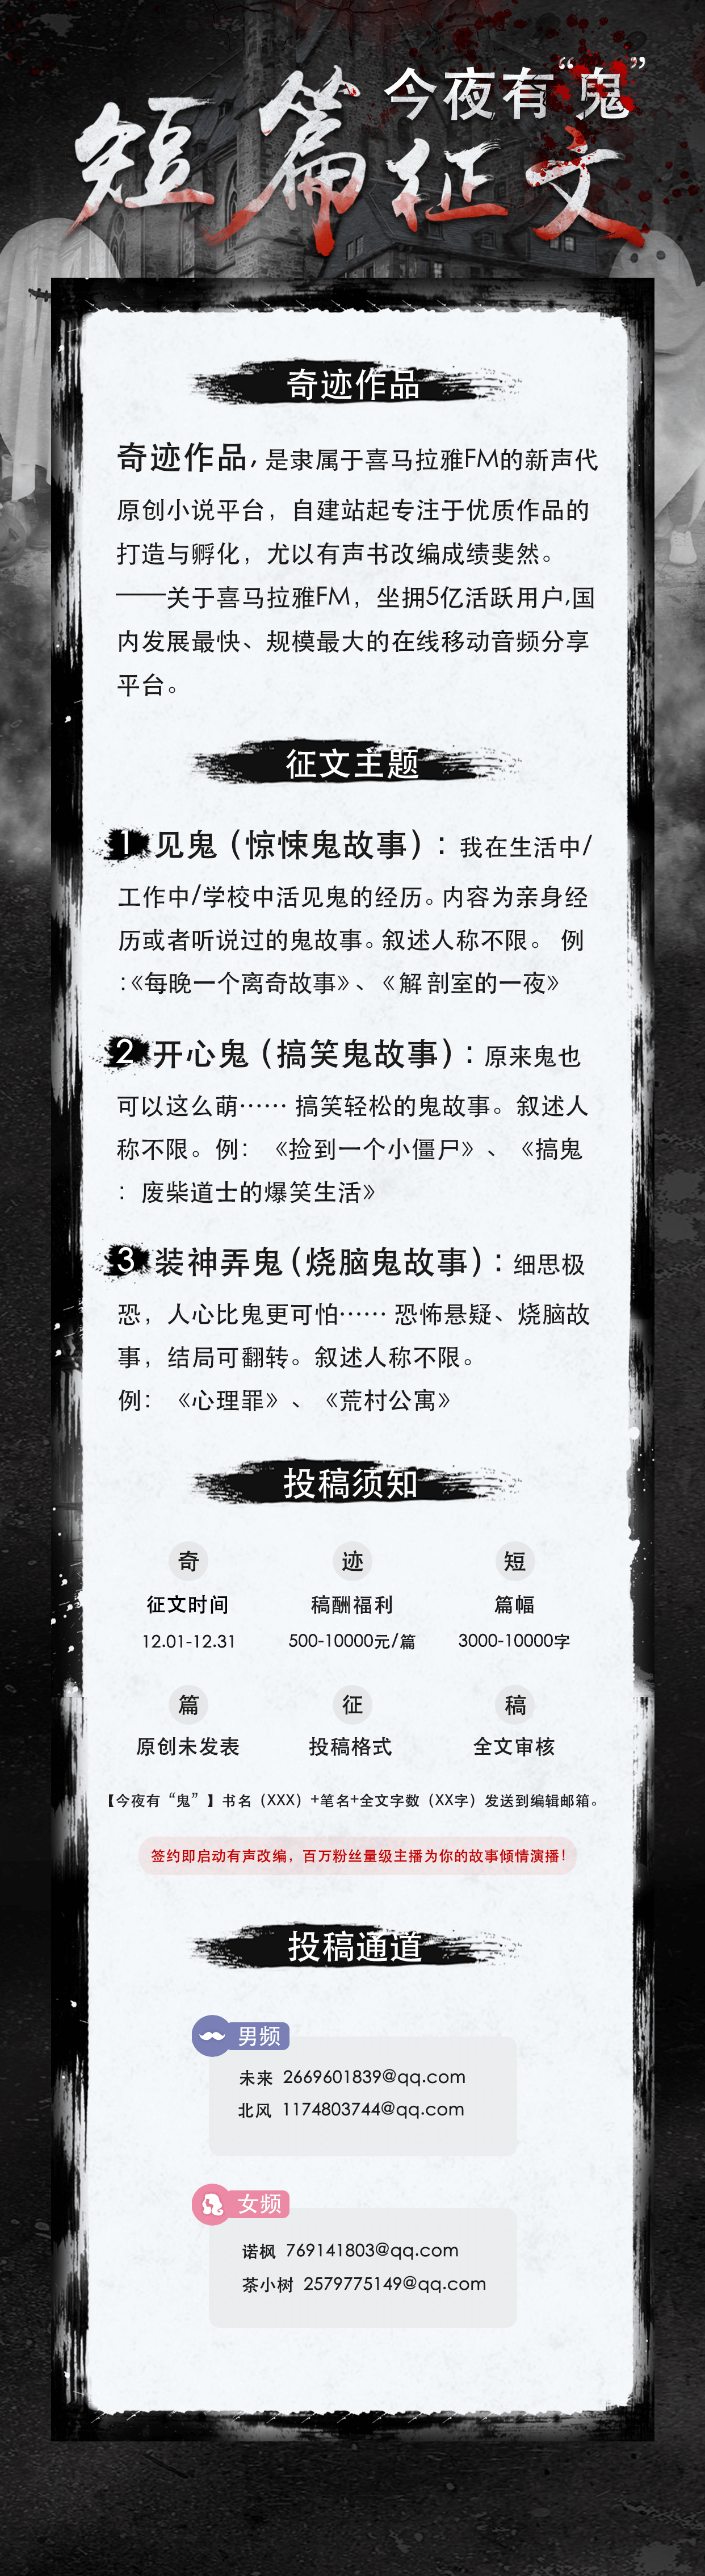 今夜有“鬼”
短篇征文
奇迹作品
奇迹作品，是隶属于喜马拉雅FM的新声代
原创小说平台，自建站起专注于优质作品的
打造与孵化，尤以有声书改编成绩斐然。
——关于喜马拉雅FM，坐拥5亿活跃用户,国
内发展最快、规模最大的在线移动音频分享
平台。
征文主题
1 见鬼（惊悚鬼故事）：我在生活中/
工作中/学校中活见鬼的经历。内容为亲身经
历或者听说过的鬼故事。叙述人称不限。 例
:《每晚一个离奇故事》、《解剖室的一夜》
2 开心鬼（搞笑鬼故事）：原来鬼也
可以这么萌…… 搞笑轻松的鬼故事。叙述人
称不限。例：《捡到一个小僵尸》、《搞鬼
：废柴道士的爆笑生活》
3 装神弄鬼（烧脑鬼故事）：细思极
恐，人心比鬼更可怕…… 恐怖悬疑、烧脑故
事，结局可翻转。叙述人称不限。
例：《心理罪》、《荒村公寓》
投稿须知
奇 迹 短
征文时间 稿酬福利 篇幅
12.01-12.31 500-10000元/篇 3000-10000字
篇 征 稿
原创未发表 投稿格式 全文审核
【今夜有“鬼”】书名（XXX）+笔名+全文字数（XX字）发送到编辑邮箱。
签约即启动有声改编，百万粉丝量级主播为你的故事倾情演播！
投稿通道
男频
未来 2669601839@qq.com
北风 1174803744@qq.com
女频
诺枫 769141803@qq.com
茶小树 2579775149@qq.com